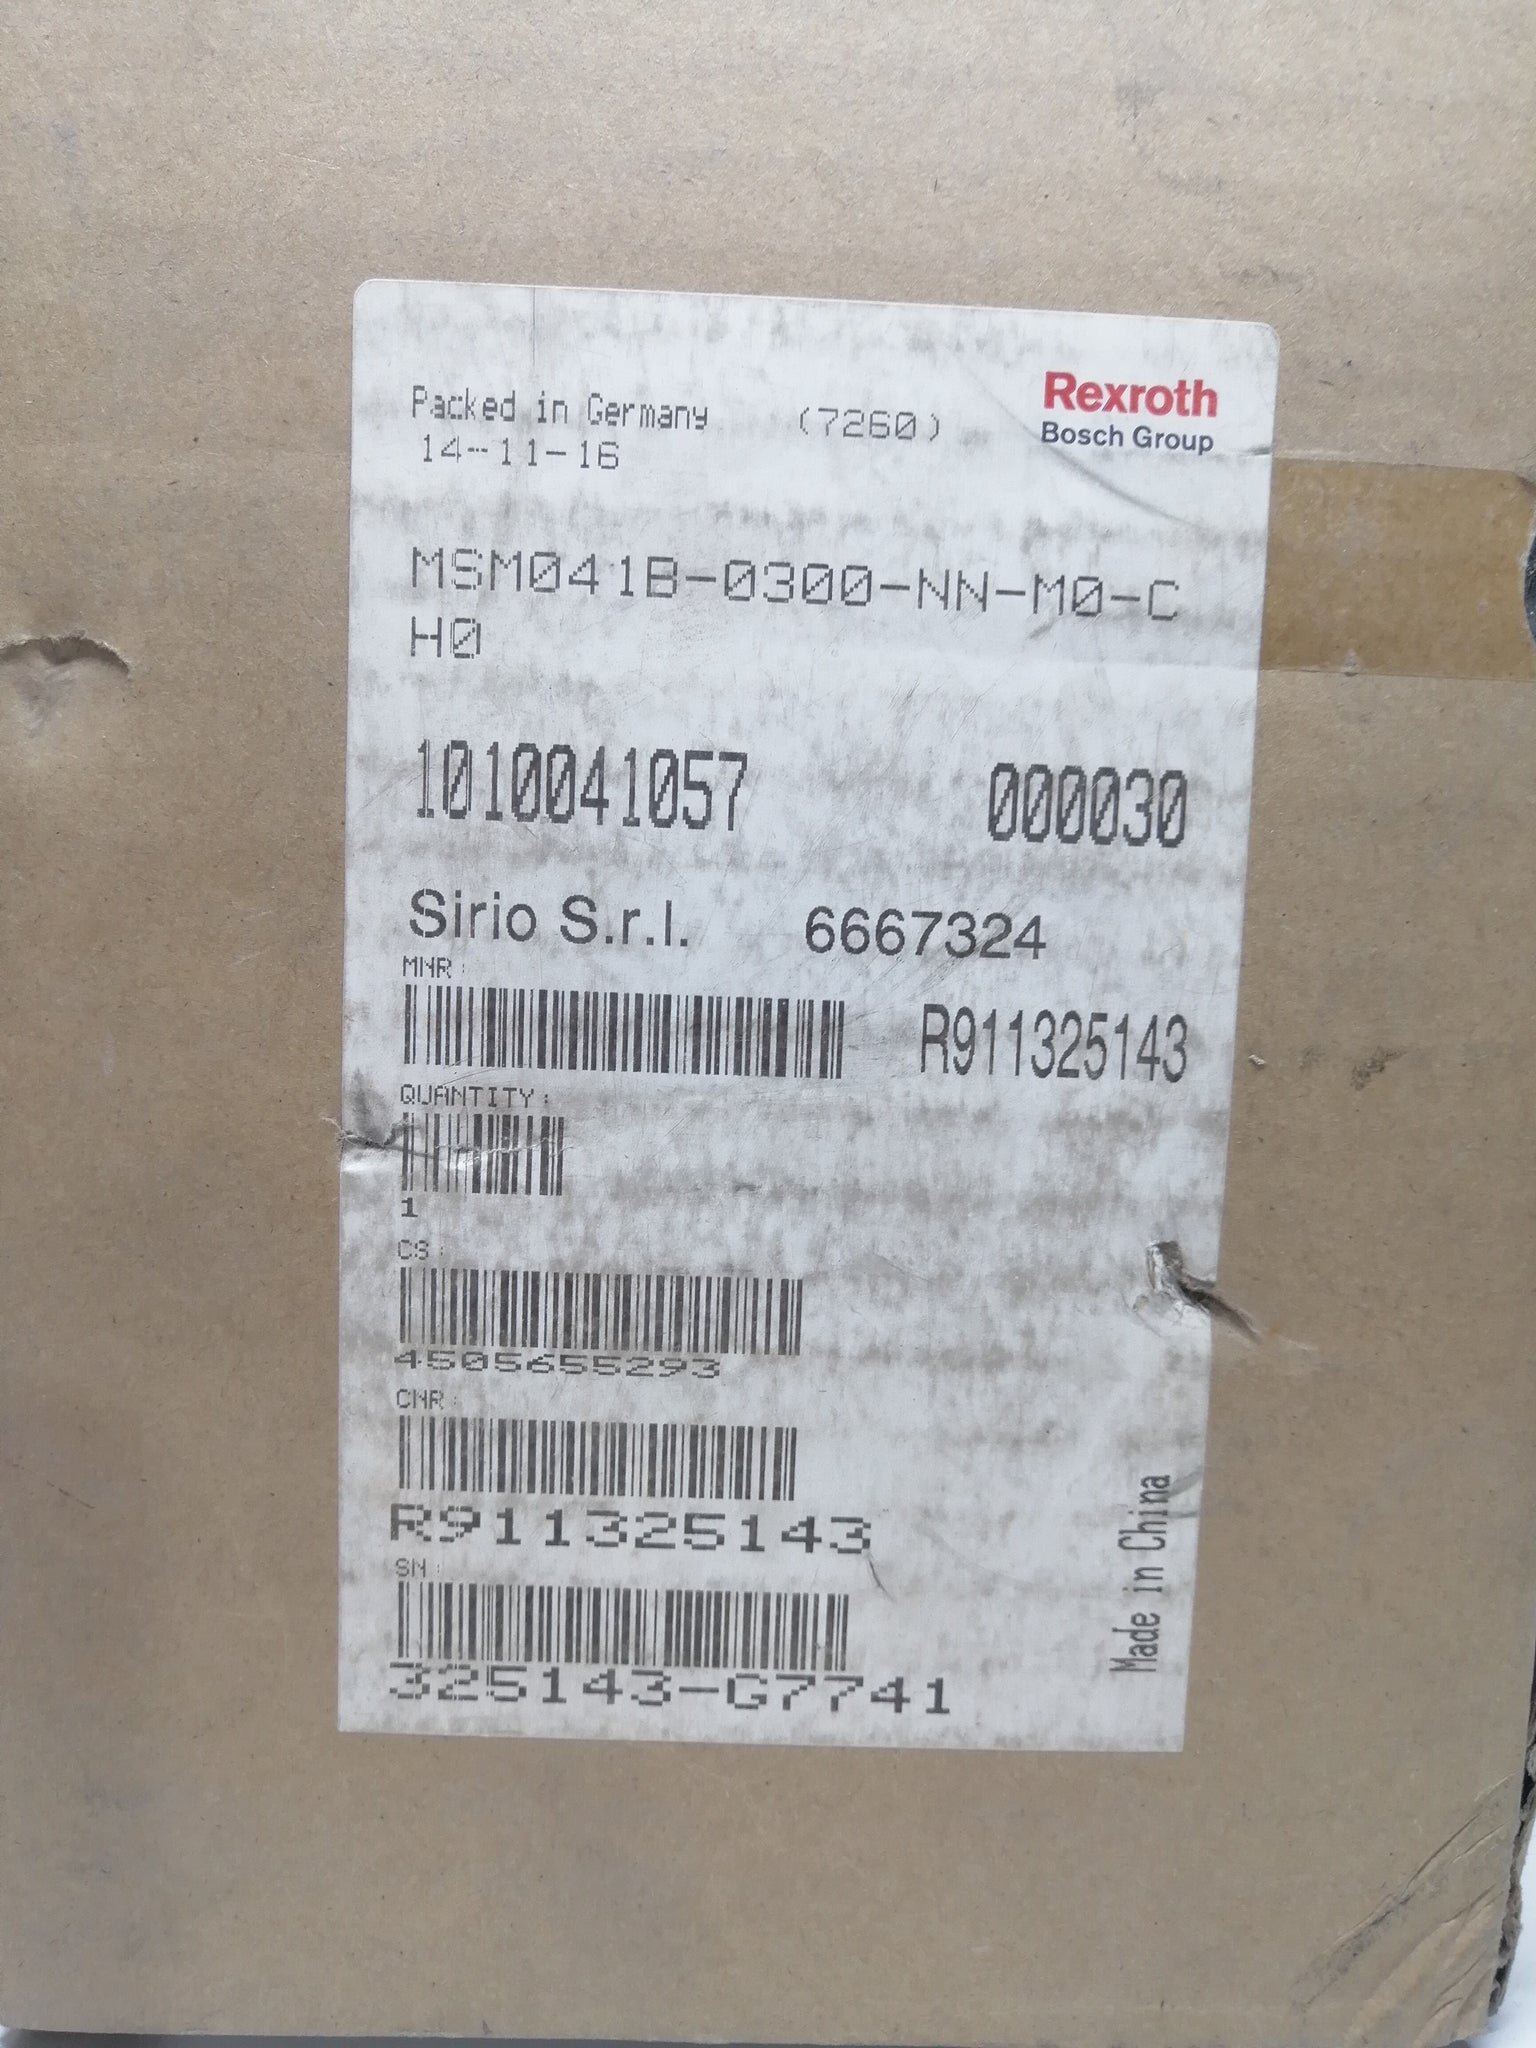 Packed in Germany (7260) Rexroth
14-11-16 Bosch Group
MSM041B-0300-NN-M0-C
H0
1010041057 000030
Sirio S.r.l. 6667324
MNR:
R911325143
QUANTITY:
1
CS:
4505655293
CNR:
R911325143
SN:
325143-G7741
Made in China